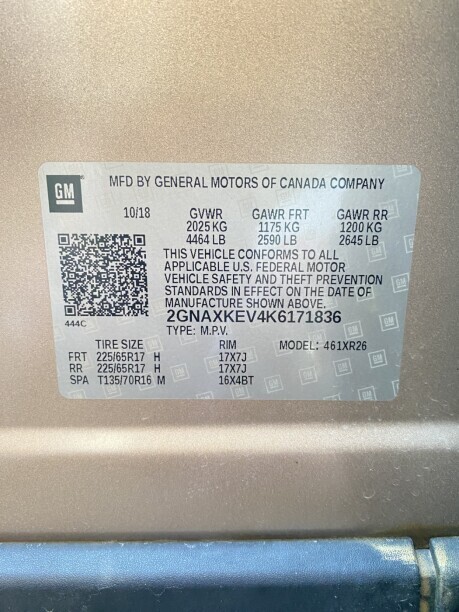 GM
MFD BY GENERAL MOTORS OF CANADA COMPANY
10/18 GVWR GAWR FRT GAWR RR
2025 KG 1175 KG 1200 KG
4464 LB 2590 LB 2645 LB
THIS VEHICLE CONFORMS TO ALL
APPLICABLE U.S. FEDERAL MOTOR
VEHICLE SAFETY AND THEFT PREVENTION
STANDARDS IN EFFECT ON THE DATE OF
MANUFACTURE SHOWN ABOVE.
444C 2GNAXKEV4K6171836
TYPE: M.P.V.
TIRE SIZE RIM MODEL: 461XR26
FRT 225/65R17 H 17X7J
RR 225/65R17 H 17X7J
SPA T135/70R16 M 16X4BT